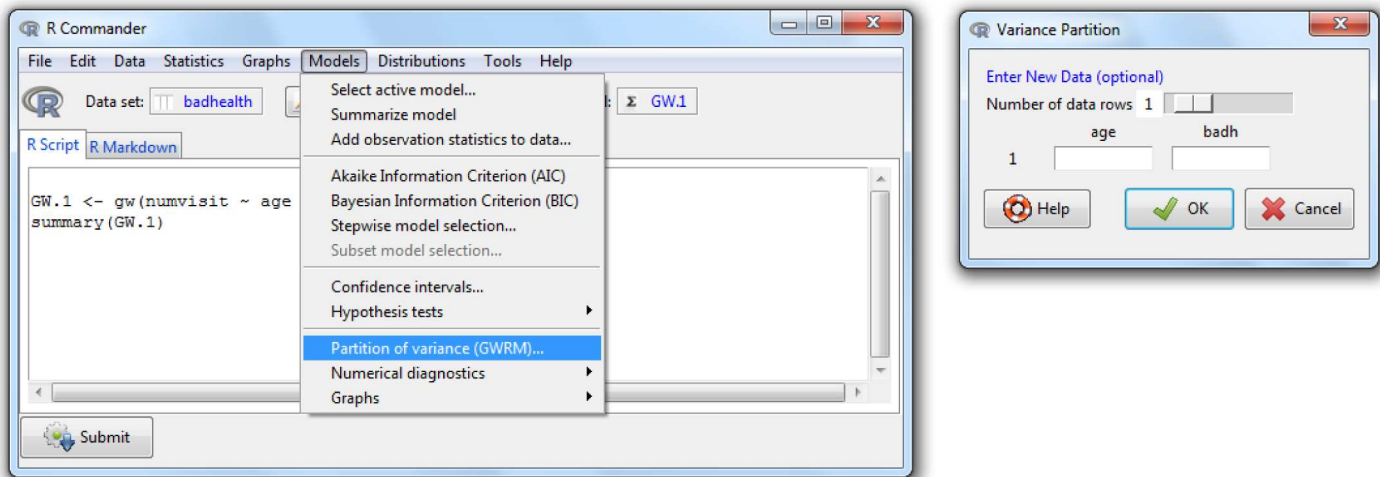 R Commander
File Edit Data Statistics Graphs Models Distributions Tools Help
Data set: badhealth
Σ GW.1
R Script R Markdown
GW.1 <- gw(numvisit ~ age
summary(GW.1)
Select active model...
Summarize model
Add observation statistics to data...
Akaike Information Criterion (AIC)
Bayesian Information Criterion (BIC)
Stepwise model selection...
Subset model selection...
Confidence intervals...
Hypothesis tests
Partition of variance (GWRM)...
Numerical diagnostics
Graphs
Submit
Variance Partition
Enter New Data (optional)
Number of data rows 1
age badh
1
Help OK Cancel